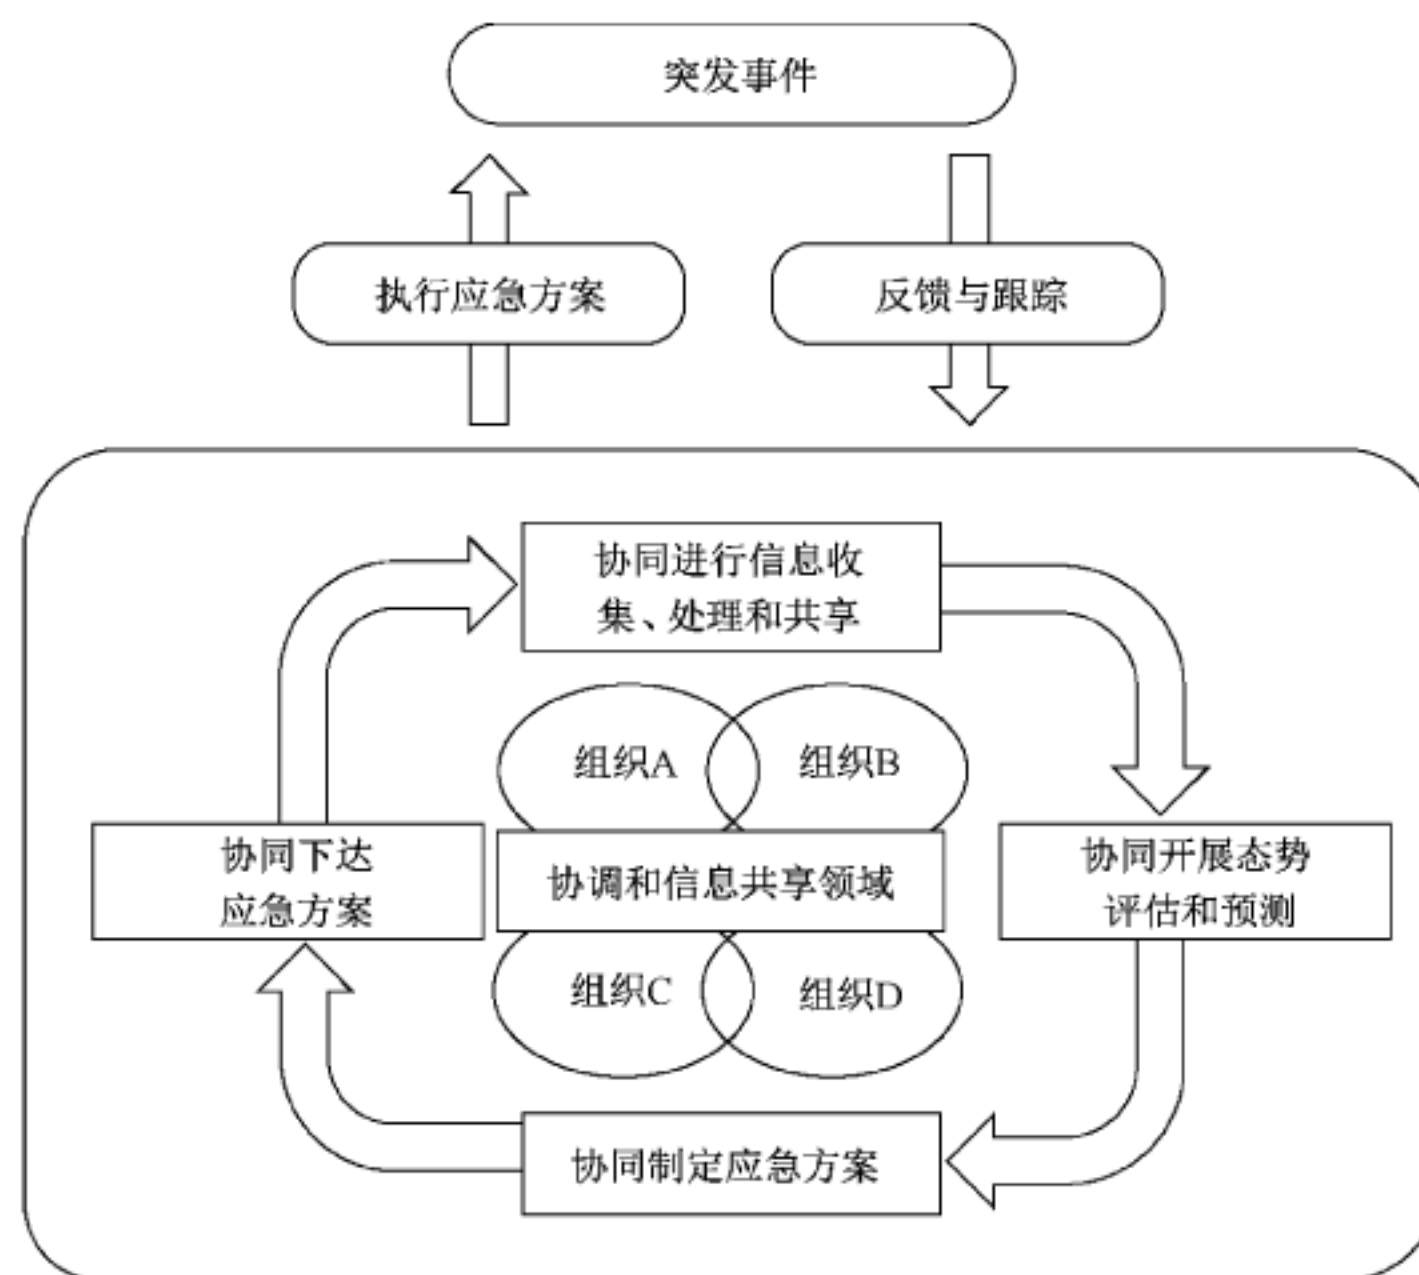 突发事件
执行应急方案
反馈与跟踪
协同进行信息收
集、处理和共享
组织A
组织B
协同下达
应急方案
协调和信息共享领域
协同开展态势
评估和预测
组织C
组织D
协同制定应急方案